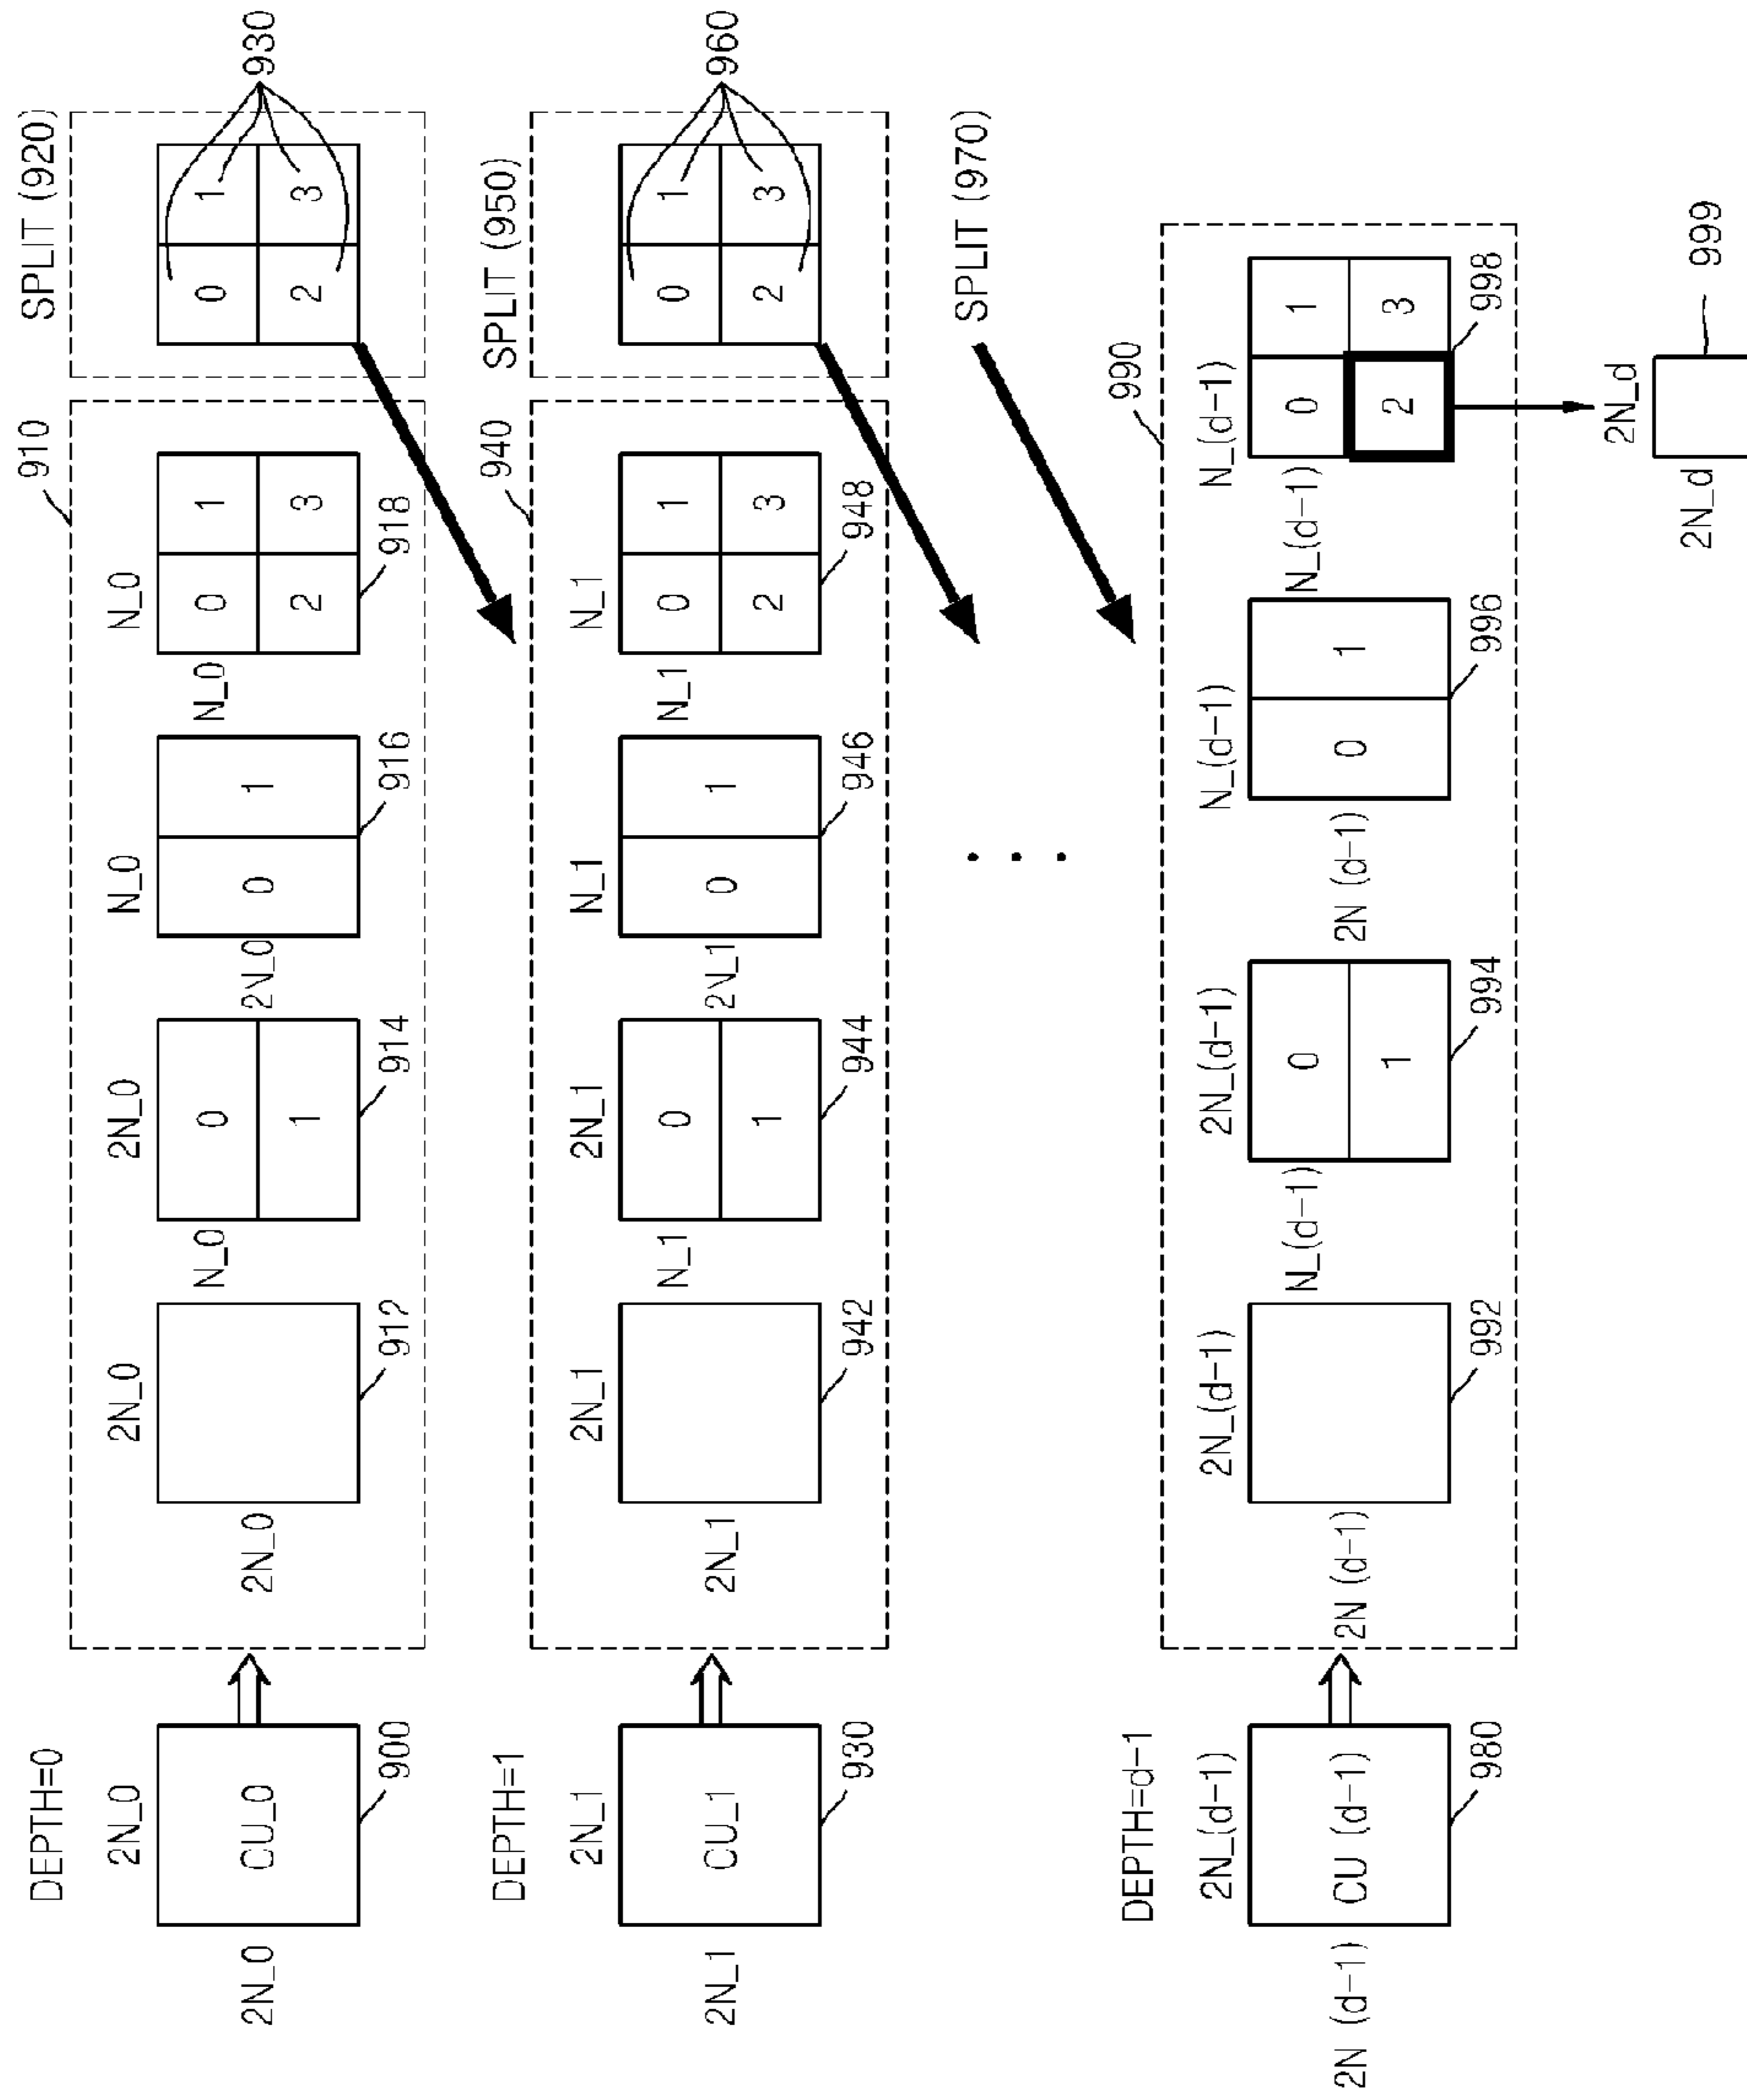 DEPTH=0
2N_0
2N_0
CU_0
900
910
2N_0
2N_0
912
2N_0
N_0
0
1
914
N_0
2N_0
0
1
916
N_0
N_0
0
1
2
3
918
SPLIT (920)
0
1
2
3
930
DEPTH=1
2N_1
2N_1
CU_1
930
940
2N_1
2N_1
942
2N_1
N_1
0
1
944
N_1
2N_1
0
1
946
N_1
N_1
0
1
2
3
948
SPLIT (950)
0
1
2
3
960
SPLIT (970)
DEPTH=d-1
2N_(d-1)
2N (d-1)
CU (d-1)
980
990
2N_(d-1)
2N (d-1)
992
2N_(d-1)
N_(d-1)
0
1
994
N_(d-1)
2N (d-1)
0
1
996
N_(d-1)
N_(d-1)
0
1
2
3
998
2N_d
2N_d
999